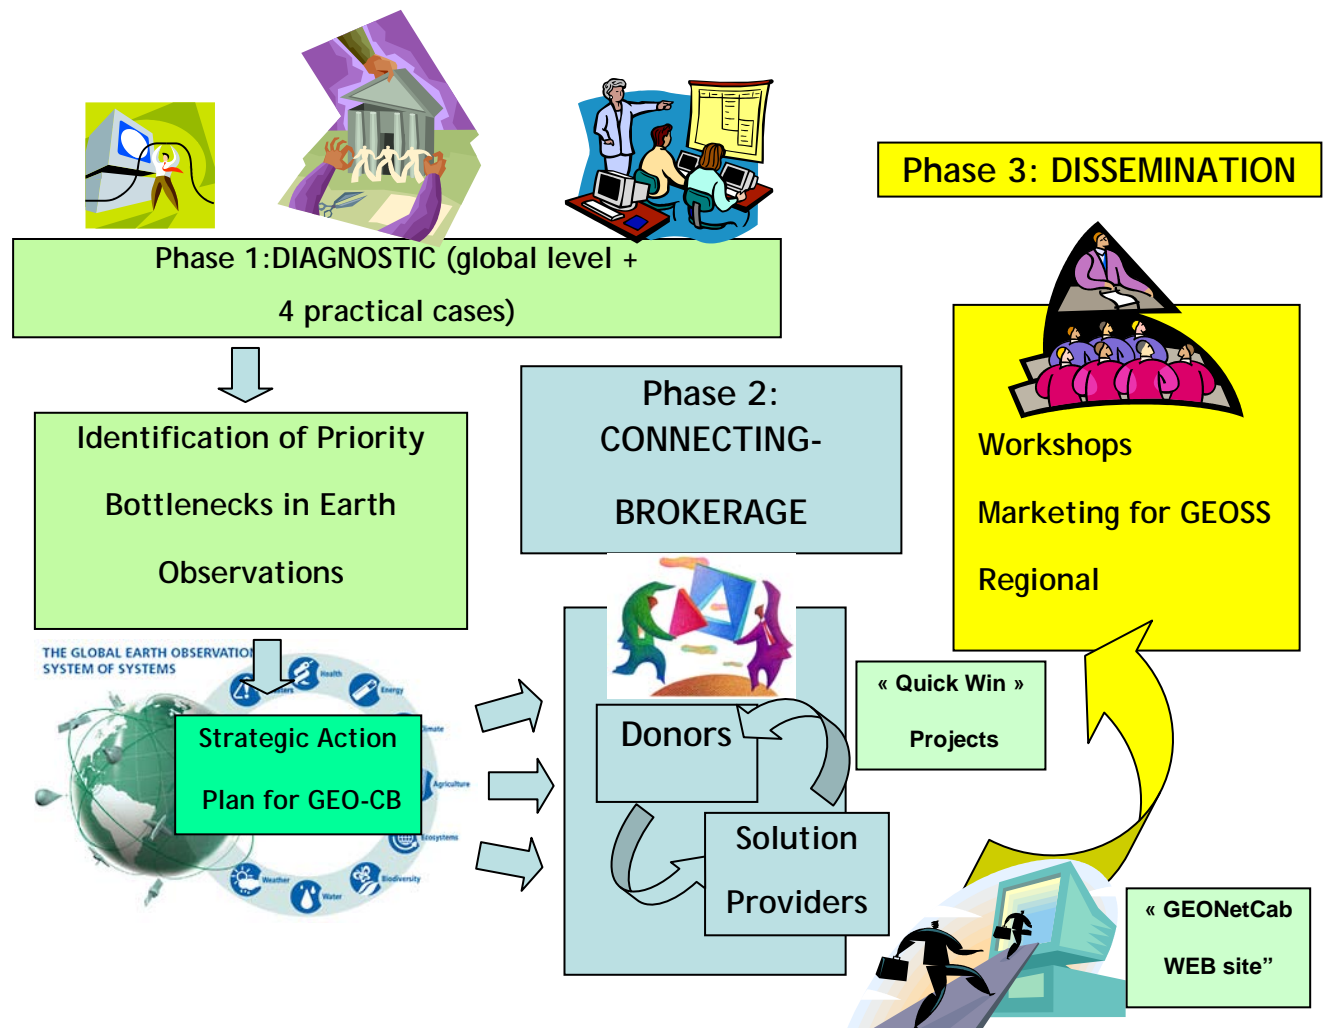 Phase 3: DISSEMINATION
Phase 1:DIAGNOSTIC (global level +
4 practical cases)
Identification of Priority
Bottlenecks in Earth
Observations
Phase 2:
CONNECTING-
BROKERAGE
Workshops
Marketing for GEOSS
Regional
THE GLOBAL EARTH OBSERVATION
SYSTEM OF SYSTEMS
Health
Energy
Agriculture
Ecosystems
Biodiversity
Water
Weather
Strategic Action
Plan for GEO-CB
Donors
Solution
Providers
« Quick Win »
Projects
« GEONetCab
WEB site”